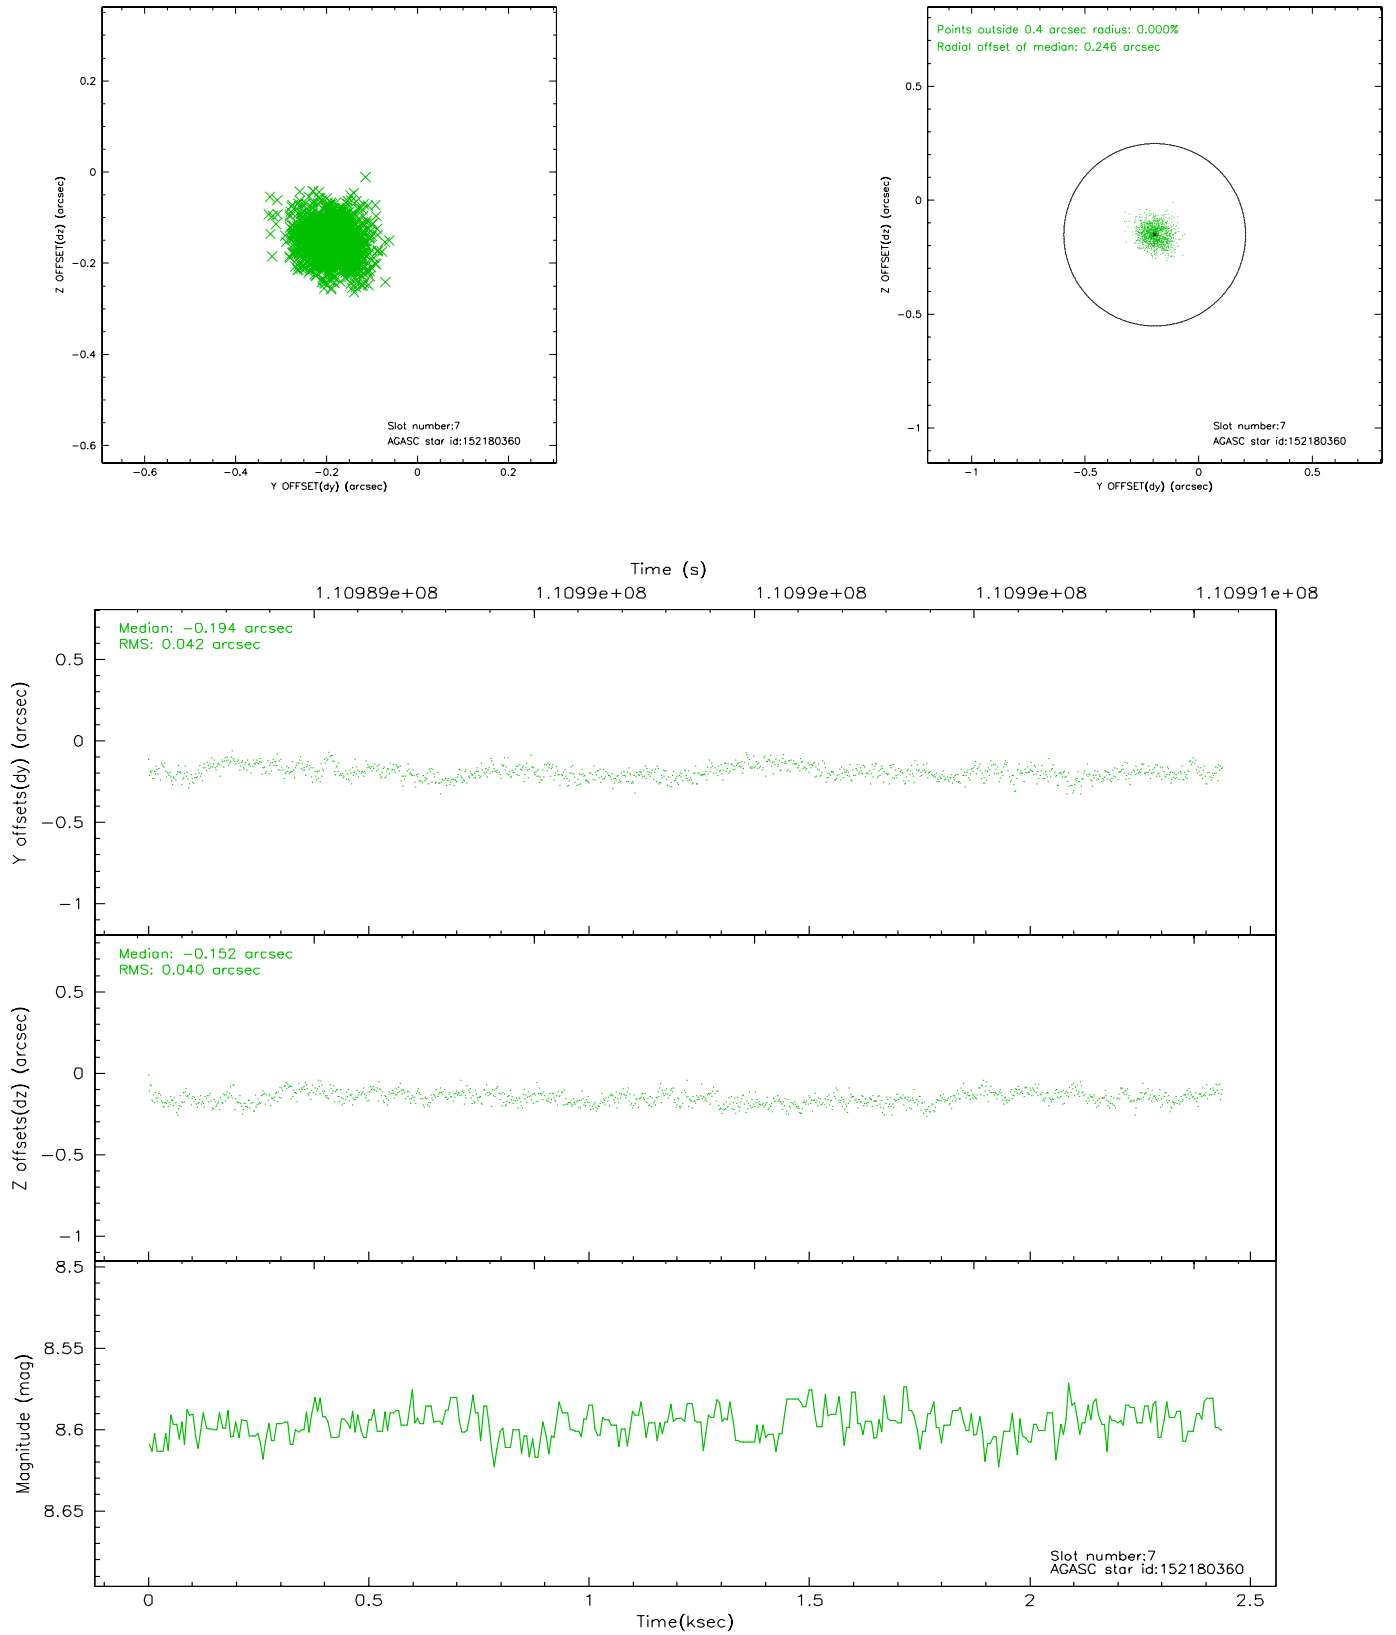 0.2
0
−0.2
−0.4
−0.6
Z OFFSET(dz) (arcsec)
Slot number:7
AGASC star id:152180360
−0.6 −0.4 −0.2 0 0.2
Y OFFSET(dy) (arcsec)
Points outside 0.4 arcsec radius: 0.000%
Radial offset of median: 0.246 arcsec
0.5
0
−0.5
−1
Z OFFSET(dz) (arcsec)
Slot number:7
AGASC star id:152180360
−1 −0.5 0 0.5
Y OFFSET(dy) (arcsec)
Time (s)
1.10989e+08 1.1099e+08 1.1099e+08 1.1099e+08 1.10991e+08
Median: −0.194 arcsec
RMS: 0.042 arcsec
0.5
0
−0.5
−1
Y offsets(dy) (arcsec)
Median: −0.152 arcsec
RMS: 0.040 arcsec
0.5
0
−0.5
−1
Z offsets(dz) (arcsec)
8.5
8.55
8.6
8.65
Magnitude (mag)
Slot number:7
AGASC star id:152180360
0 0.5 1 1.5 2 2.5
Time(ksec)